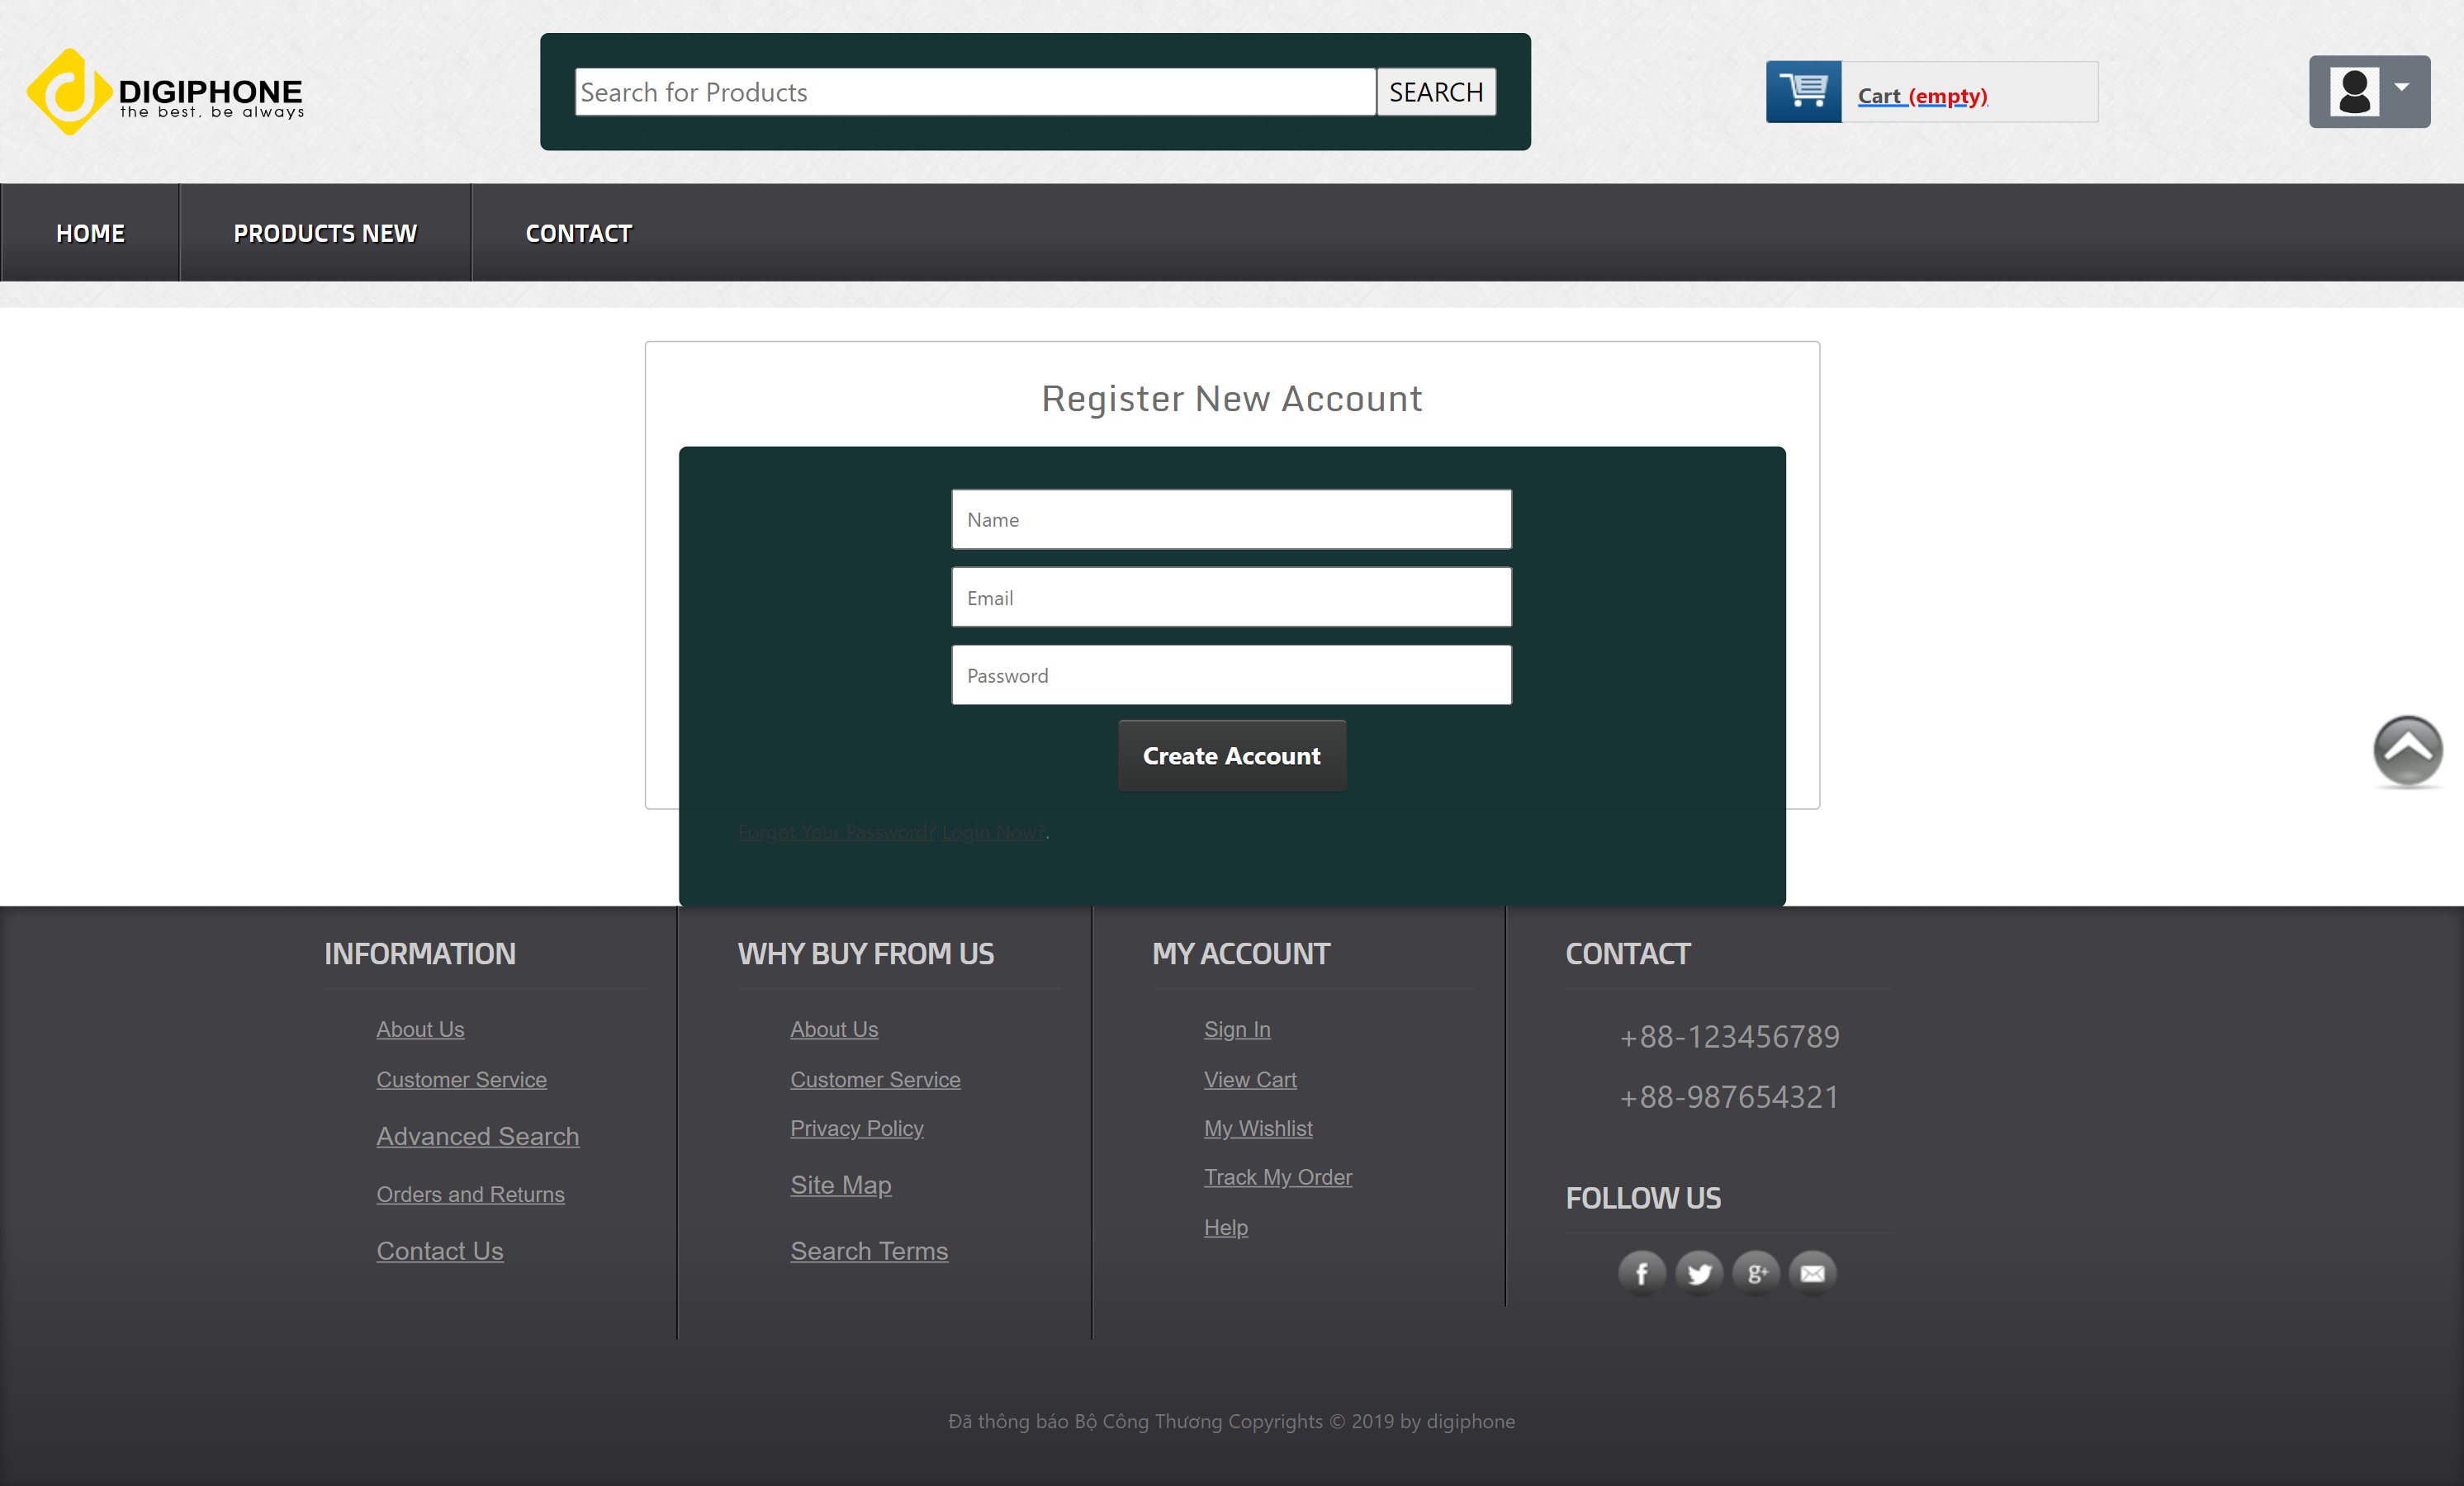 DIGIPHONE
the best, be always
Search for Products
SEARCH
Cart (empty)
HOME
PRODUCTS NEW
CONTACT
Register New Account
Name
Email
Password
Create Account
Forgot Your Password? Login Now?.
INFORMATION
About Us
Customer Service
Advanced Search
Orders and Returns
Contact Us
WHY BUY FROM US
About Us
Customer Service
Privacy Policy
Site Map
Search Terms
MY ACCOUNT
Sign In
View Cart
My Wishlist
Track My Order
Help
CONTACT
+88-123456789
+88-987654321
FOLLOW US
Đã thông báo Bộ Công Thương Copyrights © 2019 by digiphone